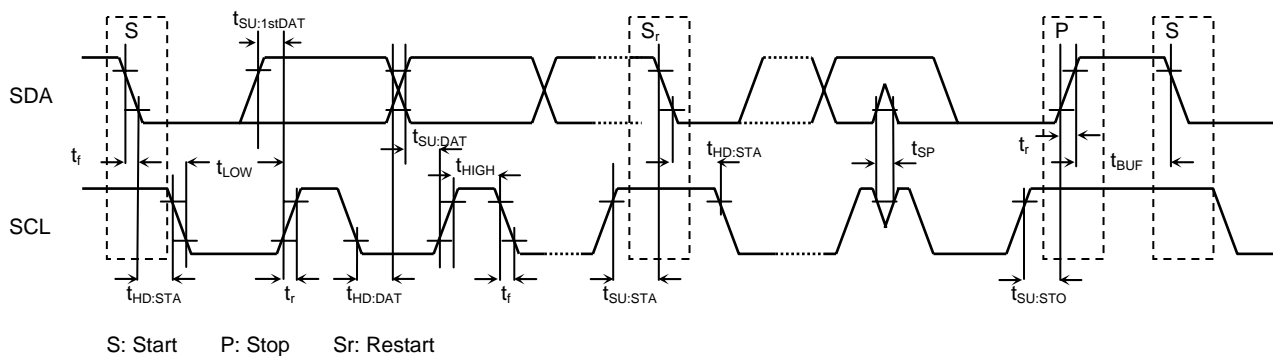 S
t_SU:1stDAT
S_r
P
S
SDA
t_f
t_LOW
t_SU:DAT
t_HIGH
t_HD:STA
t_SP
t_r
t_BUF
SCL
t_HD:STA
t_r
t_HD:DAT
t_f
t_SU:STA
t_SU:STO
S: Start P: Stop Sr: Restart